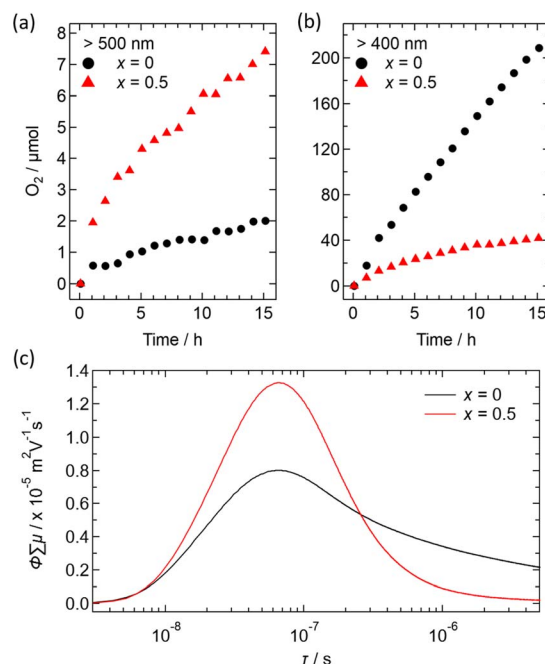 (a)
> 500 nm
x = 0
x = 0.5
O2 / μmol
8
7
6
5
4
3
2
1
0
0
5
10
15
Time / h
(b)
> 400 nm
x = 0
x = 0.5
200
160
120
80
40
0
0
5
10
15
Time / h
(c)
x = 0
x = 0.5
ΦΣμ / x 10⁻⁵ m²V⁻¹s⁻¹
1.4
1.2
1.0
0.8
0.6
0.4
0.2
0.0
10⁻⁸
10⁻⁷
10⁻⁶
τ / s